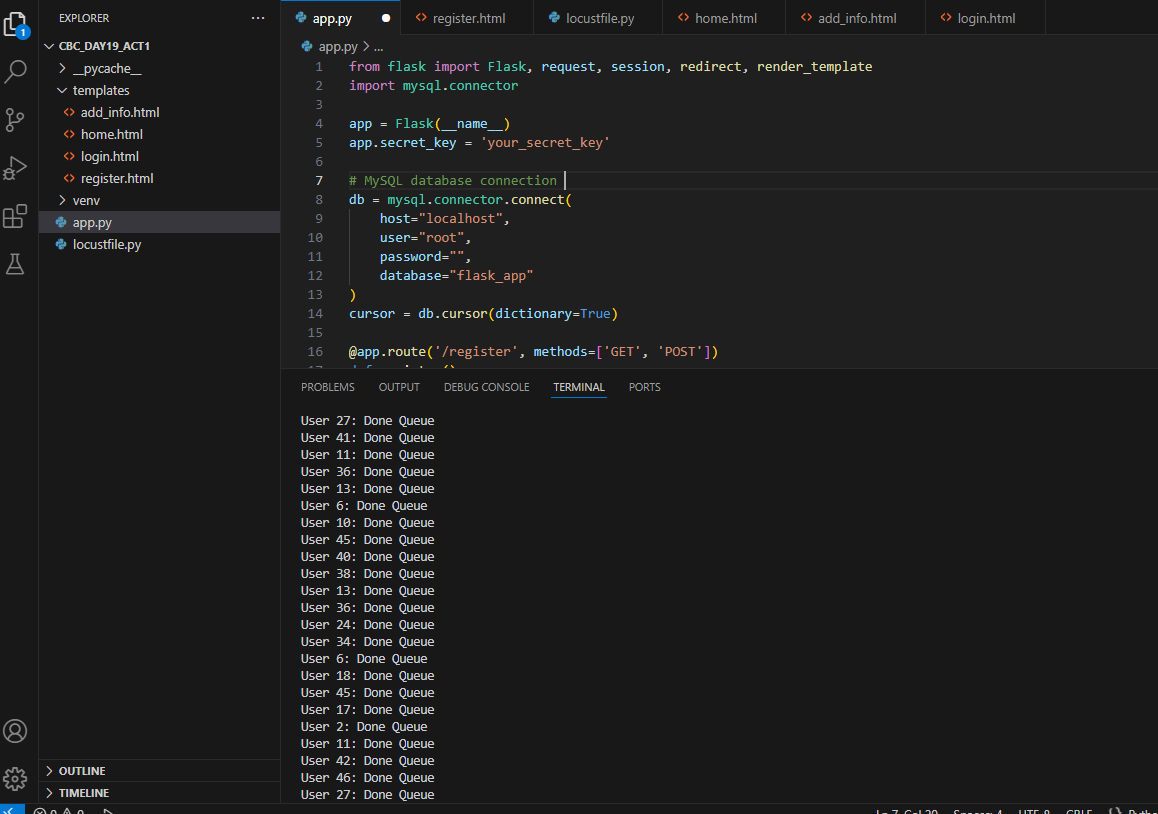 EXPLORER
CBC_DAY19_ACT1
__pycache__
templates
add_info.html
home.html
login.html
register.html
venv
app.py
locustfile.py
OUTLINE
TIMELINE
1
app.py
register.html
locustfile.py
home.html
add_info.html
login.html
app.py > ...
1 from flask import Flask, request, session, redirect, render_template
2 import mysql.connector
3
4 app = Flask(__name__)
5 app.secret_key = 'your_secret_key'
6
7 # MySQL database connection
8 db = mysql.connector.connect(
9 host="localhost",
10 user="root",
11 password="",
12 database="flask_app"
13 )
14 cursor = db.cursor(dictionary=True)
15
16 @app.route('/register', methods=['GET', 'POST'])
PROBLEMS OUTPUT DEBUG CONSOLE TERMINAL PORTS
User 27: Done Queue
User 41: Done Queue
User 11: Done Queue
User 36: Done Queue
User 13: Done Queue
User 6: Done Queue
User 10: Done Queue
User 45: Done Queue
User 40: Done Queue
User 38: Done Queue
User 13: Done Queue
User 36: Done Queue
User 24: Done Queue
User 34: Done Queue
User 6: Done Queue
User 18: Done Queue
User 45: Done Queue
User 17: Done Queue
User 2: Done Queue
User 11: Done Queue
User 42: Done Queue
User 46: Done Queue
User 27: Done Queue